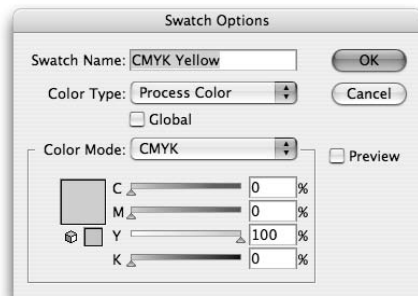 Swatch Options
Swatch Name: CMYK Yellow
OK
Color Type: Process Color
Cancel
Global
Color Mode: CMYK
Preview
C 0 %
M 0 %
Y 100 %
K 0 %